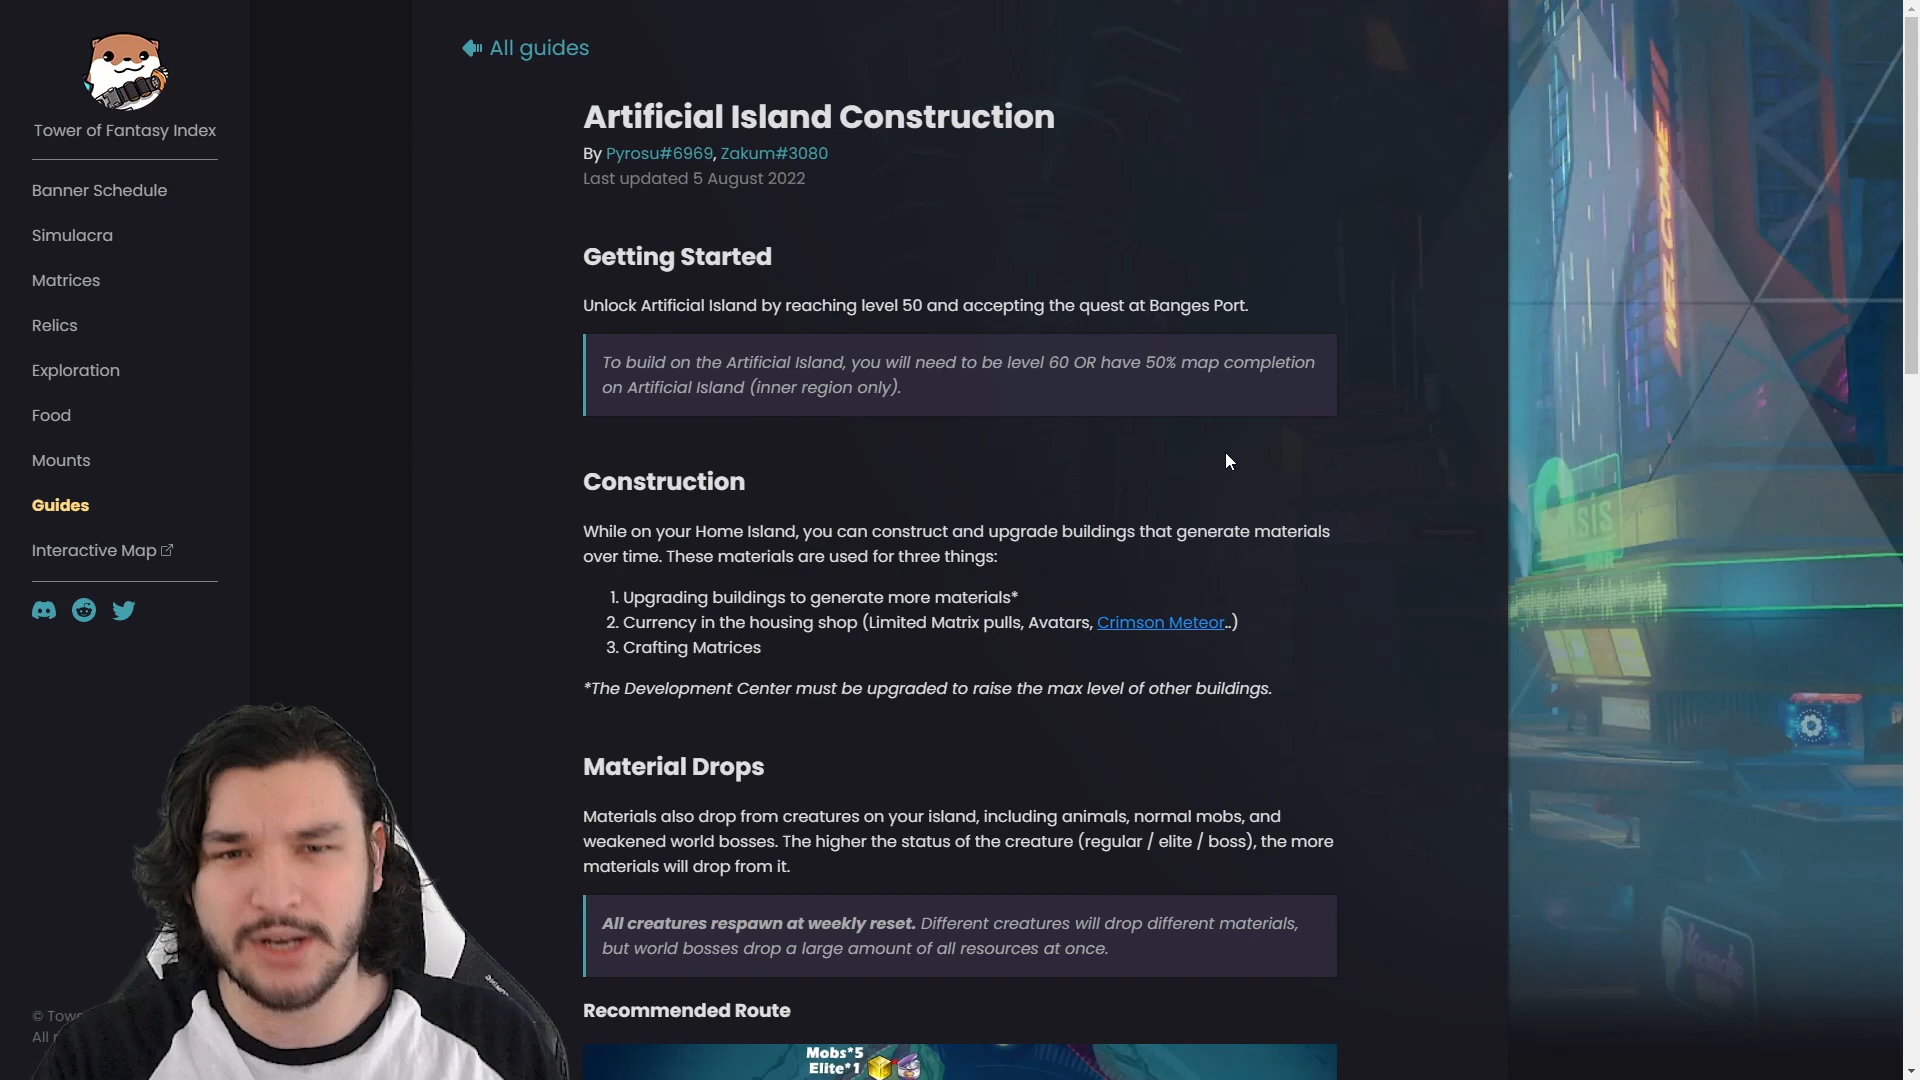 Tower of Fantasy Index
Banner Schedule
Simulacra
Matrices
Relics
Exploration
Food
Mounts
Guides
Interactive Map
All guides
Artificial Island Construction
By Pyrosu#6969, Zakum#3080
Last updated 5 August 2022
Getting Started
Unlock Artificial Island by reaching level 50 and accepting the quest at Banges Port.
To build on the Artificial Island, you will need to be level 60 OR have 50% map completion
on Artificial Island (inner region only).
Construction
While on your Home Island, you can construct and upgrade buildings that generate materials
over time. These materials are used for three things:
1. Upgrading buildings to generate more materials*
2. Currency in the housing shop (Limited Matrix pulls, Avatars, Crimson Meteor..)
3. Crafting Matrices
*The Development Center must be upgraded to raise the max level of other buildings.
Material Drops
Materials also drop from creatures on your island, including animals, normal mobs, and
weakened world bosses. The higher the status of the creature (regular / elite / boss), the more
materials will drop from it.
All creatures respawn at weekly reset. Different creatures will drop different materials,
but world bosses drop a large amount of all resources at once.
Recommended Route
Mobs*5
Elite*1
© Towe
All r